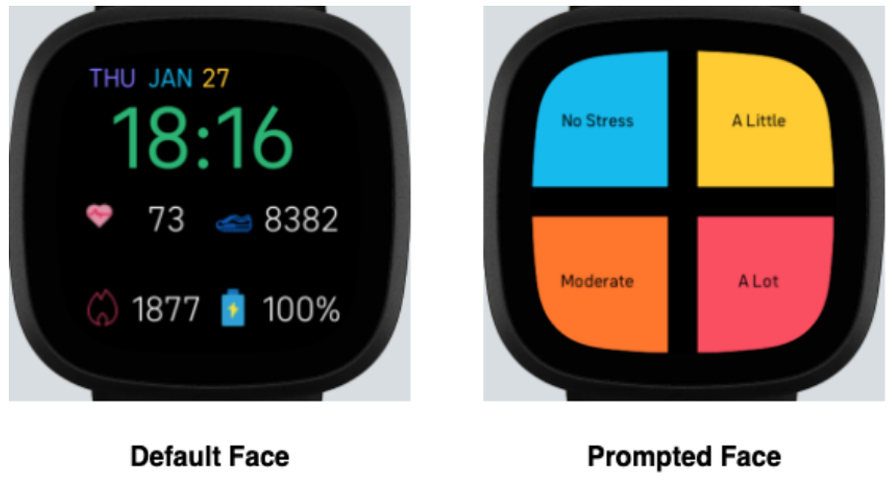 THU JAN 27
18:16
73 8382
1877 100%
Default Face
No Stress A Little
Moderate A Lot
Prompted Face